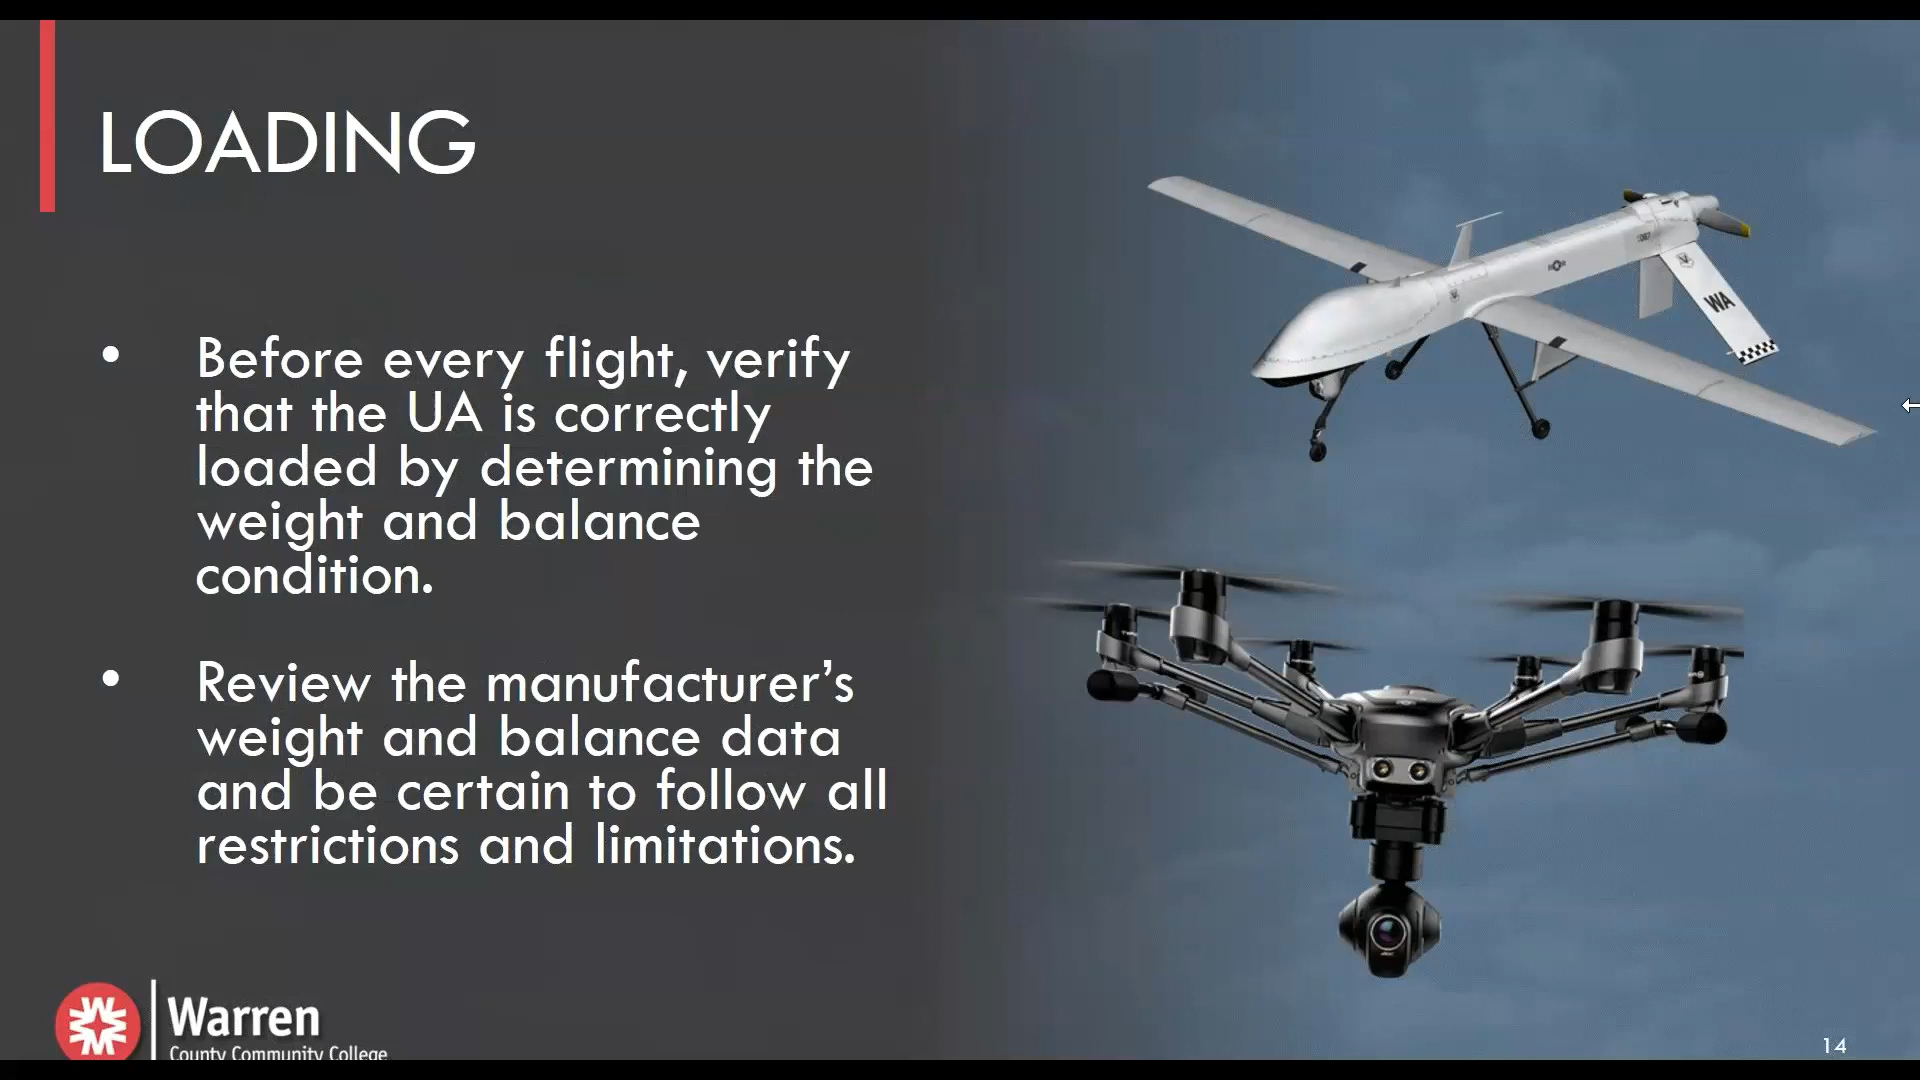 LOADING
• Before every flight, verify
that the UA is correctly
loaded by determining the
weight and balance
condition.
• Review the manufacturer’s
weight and balance data
and be certain to follow all
restrictions and limitations.
WA
Warren
County Community College
14